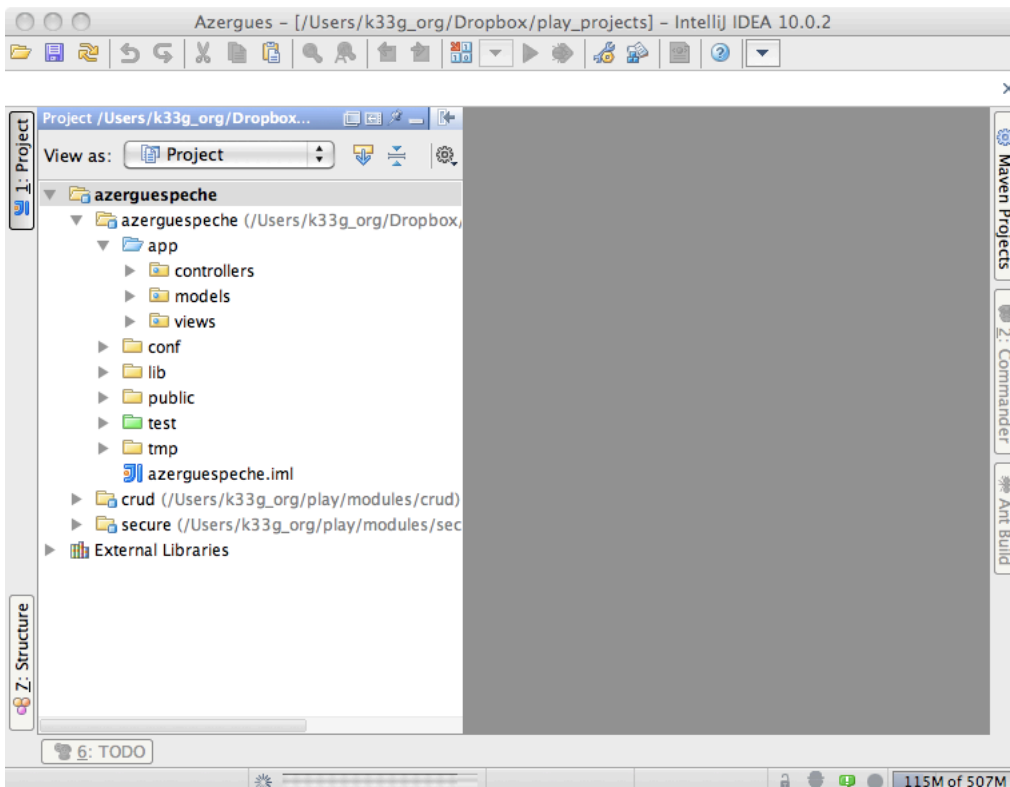 Azergues – [/Users/k33g_org/Dropbox/play_projects] – IntelliJ IDEA 10.0.2
1: Project
Project /Users/k33g_org/Dropbox...
View as: Project
azerguespeche
azerguespeche (/Users/k33g_org/Dropbox/
app
controllers
models
views
conf
lib
public
test
tmp
azerguespeche.iml
crud (/Users/k33g_org/play/modules/crud)
secure (/Users/k33g_org/play/modules/sec
External Libraries
Maven Projects
2: Commander
Ant Build
Z: Structure
6: TODO
115M of 507M